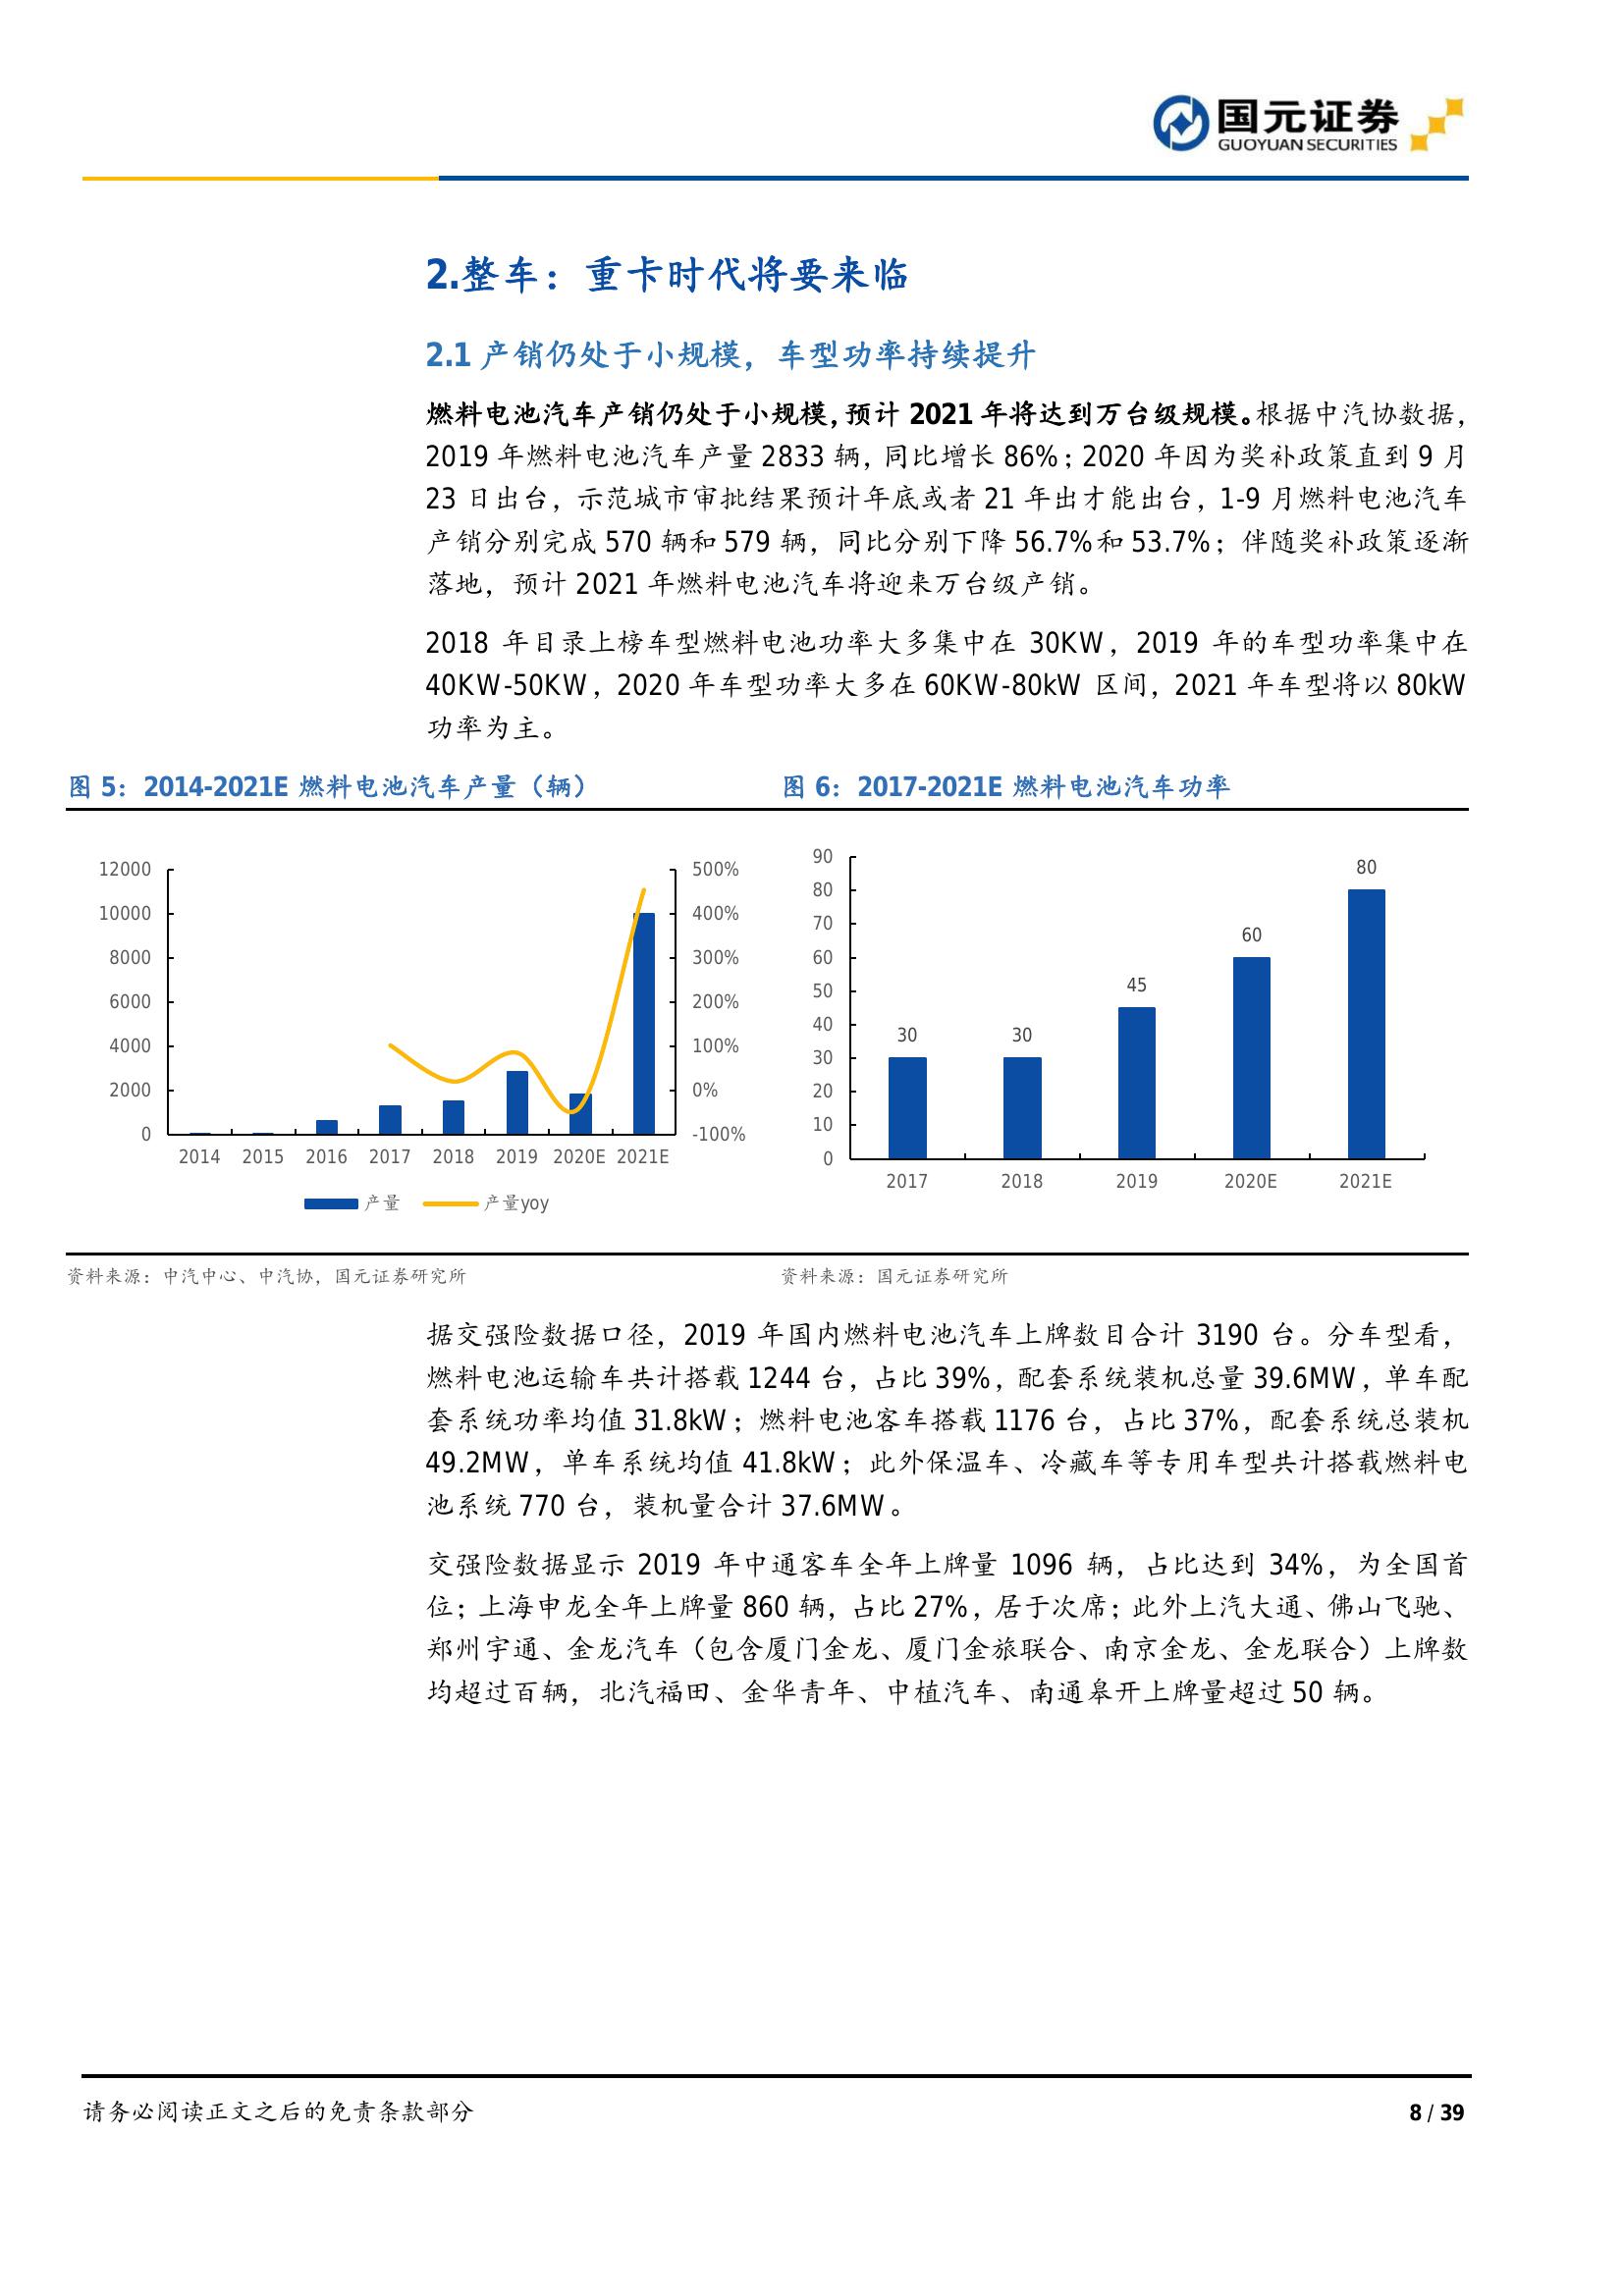 国元证券
GUOYUAN SECURITIES
2.整车：重卡时代将要来临
2.1 产销仍处于小规模，车型功率持续提升
燃料电池汽车产销仍处于小规模，预计 2021 年将达到万台级规模。根据中汽协数据，
2019 年燃料电池汽车产量 2833 辆，同比增长 86%；2020 年因为奖补政策直到 9 月
23 日出台，示范城市审批结果预计年底或者 21 年出才能出台，1-9 月燃料电池汽车
产销分别完成 570 辆和 579 辆，同比分别下降 56.7%和 53.7%；伴随奖补政策逐渐
落地，预计 2021 年燃料电池汽车将迎来万台级产销。
2018 年目录上榜车型燃料电池功率大多集中在 30KW，2019 年的车型功率集中在
40KW-50KW，2020 年车型功率大多在 60KW-80kW 区间，2021 年车型将以 80kW
功率为主。
图 5：2014-2021E 燃料电池汽车产量（辆）
12000
10000
8000
6000
4000
2000
0
500%
400%
300%
200%
100%
0%
-100%
2014 2015 2016 2017 2018 2019 2020E 2021E
产量 产量yoy
资料来源：中汽中心、中汽协，国元证券研究所
图 6：2017-2021E 燃料电池汽车功率
90
80
70
60
50
40
30
20
10
0
30 30 45 60 80
2017 2018 2019 2020E 2021E
资料来源：国元证券研究所
据交强险数据口径，2019 年国内燃料电池汽车上牌数目合计 3190 台。分车型看，
燃料电池运输车共计搭载 1244 台，占比 39%，配套系统装机总量 39.6MW，单车配
套系统功率均值 31.8kW；燃料电池客车搭载 1176 台，占比 37%，配套系统总装机
49.2MW，单车系统均值 41.8kW；此外保温车、冷藏车等专用车型共计搭载燃料电
池系统 770 台，装机量合计 37.6MW。
交强险数据显示 2019 年中通客车全年上牌量 1096 辆，占比达到 34%，为全国首
位；上海申龙全年上牌量 860 辆，占比 27%，居于次席；此外上汽大通、佛山飞驰、
郑州宇通、金龙汽车（包含厦门金龙、厦门金旅联合、南京金龙、金龙联合）上牌数
均超过百辆，北汽福田、金华青年、中植汽车、南通皋开上牌量超过 50 辆。
请务必阅读正文之后的免责条款部分
8 / 39